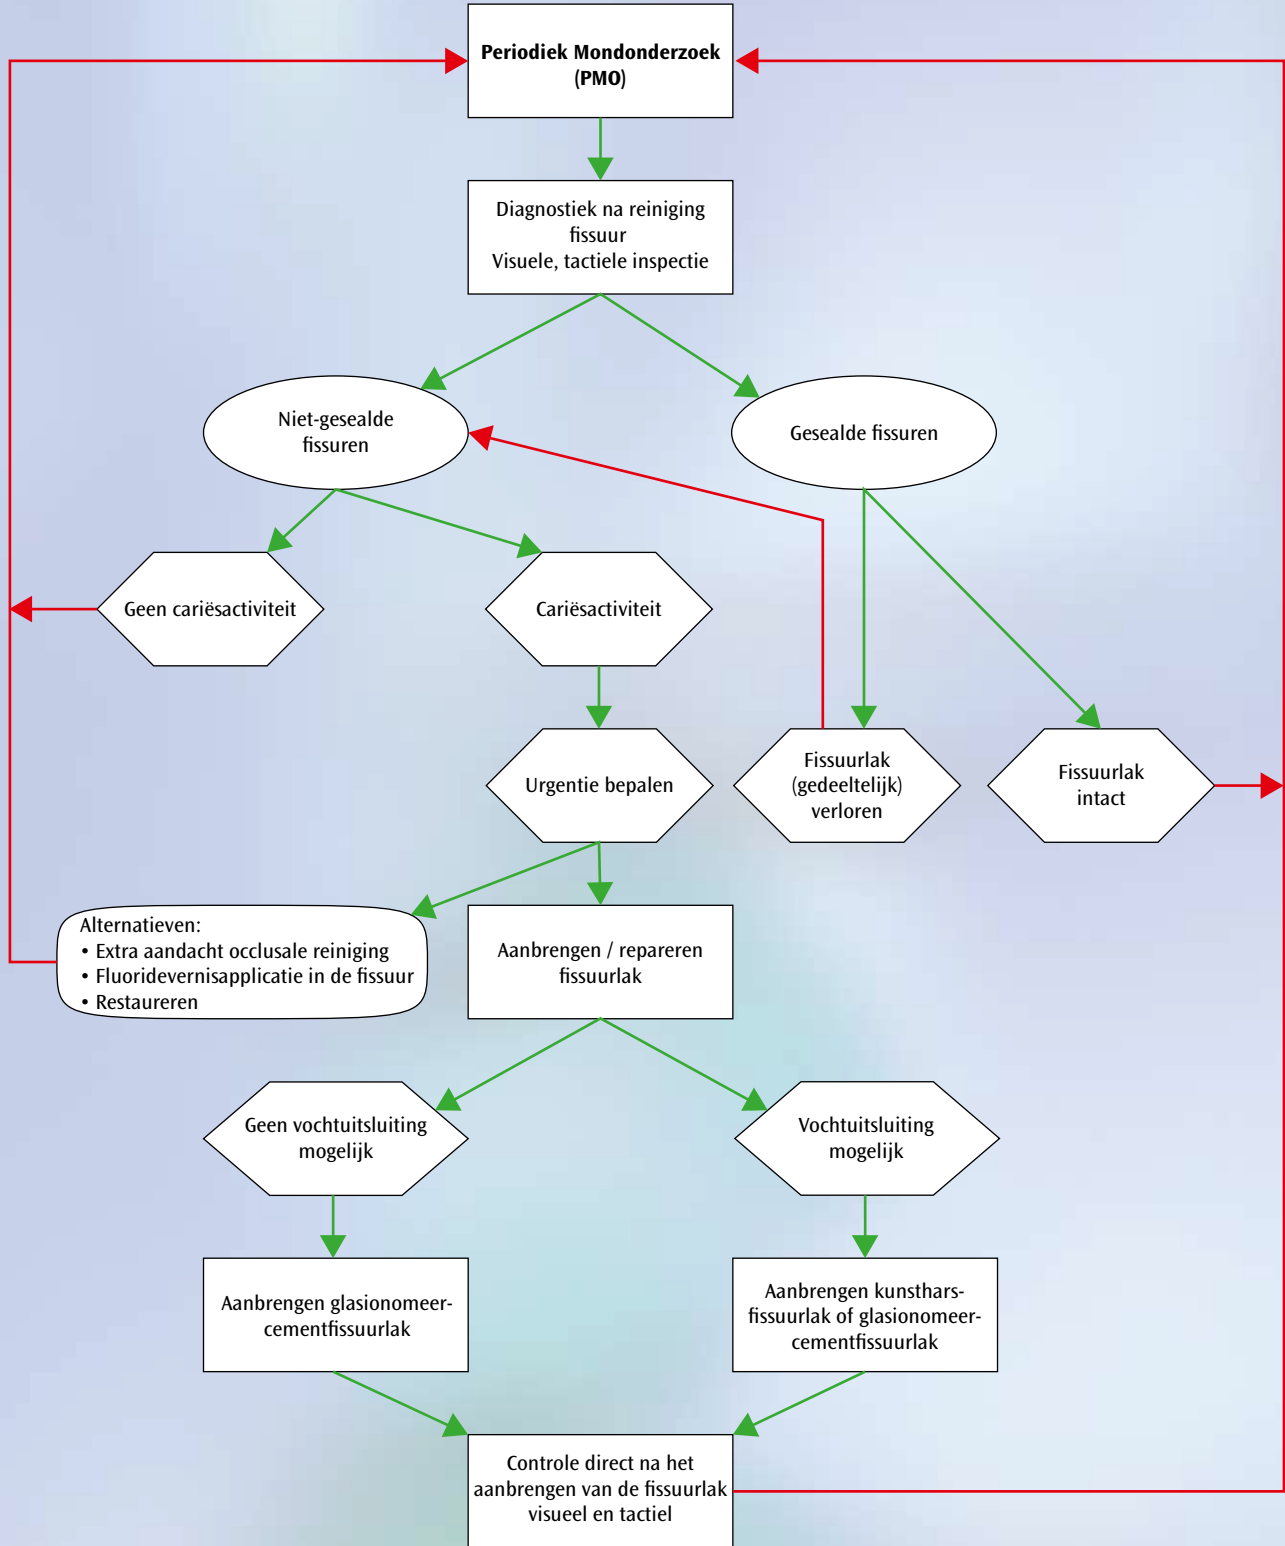 Periodiek Mondonderzoek
(PMO)
Diagnostiek na reiniging
fissuur
Visuele, tactiele inspectie
Niet-gesealde
fissuren
Gesealde fissuren
Geen cariësactiviteit
Cariësactiviteit
Urgentie bepalen
Fissuurlak
(gedeeltelijk)
verloren
Fissuurlak
intact
Alternatieven:
• Extra aandacht occlusale reiniging
• Fluoridevernisapplicatie in de fissuur
• Restaureren
Aanbrengen / repareren
fissuurlak
Geen vochtuitsluiting
mogelijk
Vochtuitsluiting
mogelijk
Aanbrengen glasionomeer-
cementfissuurlak
Aanbrengen kunsthars-
fissuurlak of glasionomeer-
cementfissuurlak
Controle direct na het
aanbrengen van de fissuurlak
visueel en tactiel